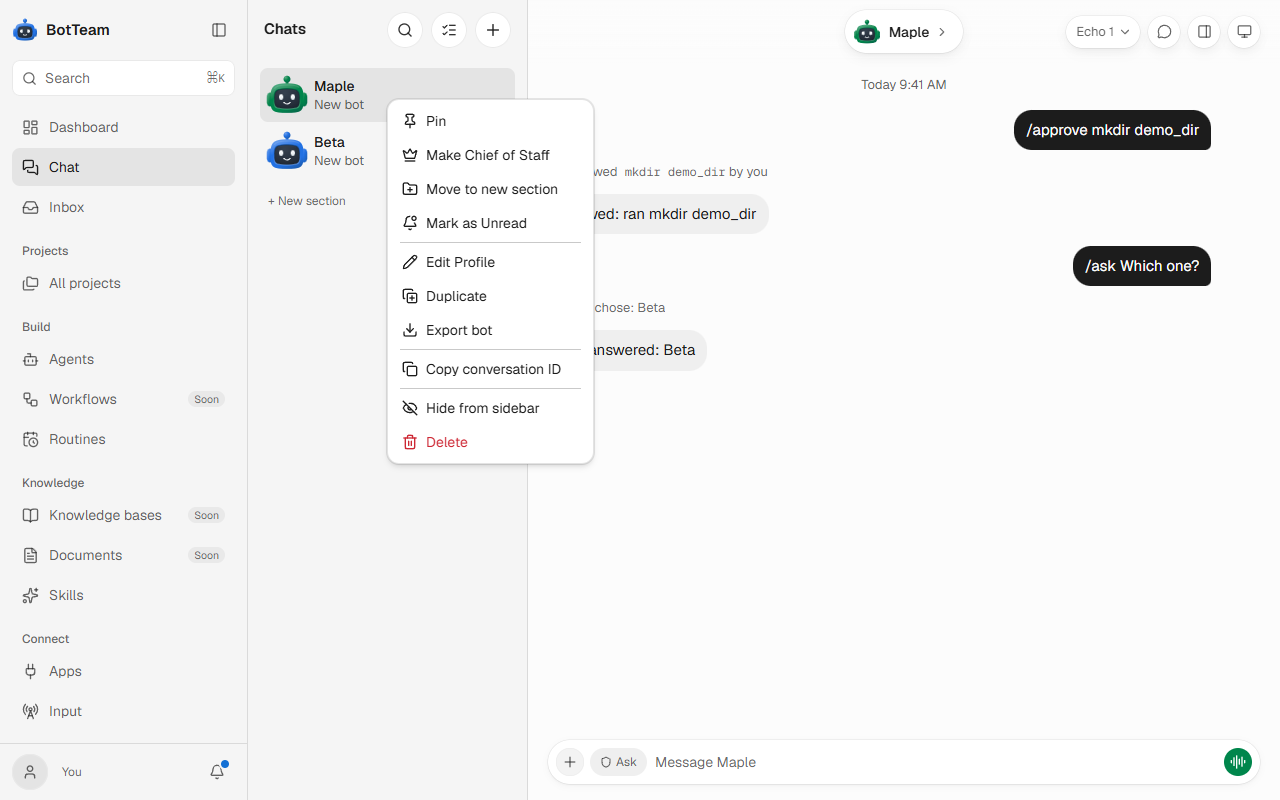 BotTeam
Search
⌘K
Dashboard
Chat
Inbox
Projects
All projects
Build
Agents
Workflows
Soon
Routines
Knowledge
Knowledge bases
Soon
Documents
Soon
Skills
Connect
Apps
Input
You
Chats
Maple
New bot
Beta
New bot
+ New section
Pin
Make Chief of Staff
Move to new section
Mark as Unread
Edit Profile
Duplicate
Export bot
Copy conversation ID
Hide from sidebar
Delete
Maple
Echo 1
Today 9:41 AM
/approve mkdir demo_dir
mkdir demo_dir by you
ran mkdir demo_dir
/ask Which one?
chose: Beta
answered: Beta
Ask
Message Maple